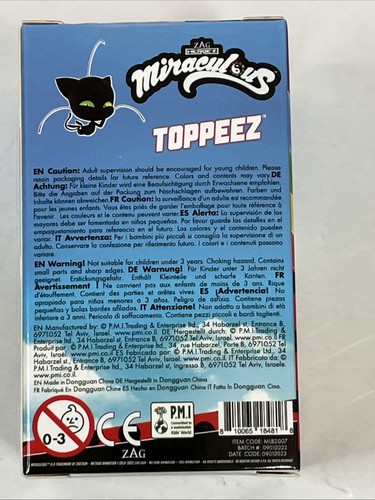 ZAG
HEROEZ
Miraculous
TOPPEEZ
EN Caution: Adult supervision should be encouraged for young children. Please
retain packaging details for future reference. Colors and contents may vary.DE
Achtung: Für kleine Kinder wird eine Beaufsichtigung durch Erwachsene empfohlen.
Bitte die Angaben auf der Packung zum Nachschlagen aufbewahren. Farben und
Inhalte können abweichen.FR Caution: la surveillance d'un adulte est recommandée
pour les jeunes enfants. Vous êtes priés de garder l'emballage pour toute référence à
l'avenir. Les couleurs et le contenu peuvent varier.ES Alerta: La supervisión de los
mayores debe de ser promovida en niños pequeños. Por favor guarde las detalles en el
empaquetamiento para referencia en el futuro. Los colores y el contenido pueden
variar. IT Avvertenza: Per i bambini più piccoli si consiglia la supervisione di un adulto.
Conservare la confezione per riferimento futuro. I colori e i contenuti possono
variare.
EN Warning! Not suitable for children under 3 years. Choking hazard. Contains
small parts and sharp edges. DE Warnung! Für Kinder unter 3 Jahren nicht
geeignet. Erstickungsgefahr. Enthält Kleinteile und scharfe Kanten. FR
Avertissement ! Ne convient pas aux enfants de moins de 3 ans. Risque
d'étouffement. Contient des parties et arêtes vives. ES ¡Advertencia! No
apropiado para niños menores a 3 años. Peligro de asfixia. Contiene piezas
pequeñas y bolas bordes afilados. IT Attenzione! Non adatto a bambini di età
inferiore a 3 anni. Pericolo di soffocamento. Contiene piccoli pezzi e bordi taglienti.
EN Manufactured by: © P.M.I.Trading & Enterprise ltd., 34 Habarzel st, Entrance B,
6971052 Tel Aviv, Israel. www.pmi.co.il. DE Hergestellt durch: © P.M.I.Trading &
Enterprise ltd., 34 Habarzel st, Entrance B, 6971052 Tel Aviv, Israel, www.pmi.co.il FR
Produit par : © P.M.I.Trading & Enterprise ltd., 34, rue Habarzel, Porte B, 6971052 Tel
Aviv, Israel. www.pmi.co.il ES Fabricado por: © P.M.I.Trading & Enterprise ltd., 34
Habarzel st, Entrance B, 6971052 Tel Aviv, Israel, www.pmi.co.il IT Fabbricato da: ©
P.M.I.Trading & Enterprise ltd., 34 Habarzel st, Ingresso B, 6971052 Tel Aviv, Israel,
www.pmi.co.il.
EN Made in Dongguan China DE Hergestellt in Dongguan China
FR Fabriqué En Dongguan China ES Hecho en Dongguan China IT Fatto In Dongguan Cina.
0-3
CE
ZAG
P.M.I
Kids' World
8 10065 18481 8
ITEM CODE: MLB2007
BATCH: 09012023
DATE CODE: 09012023